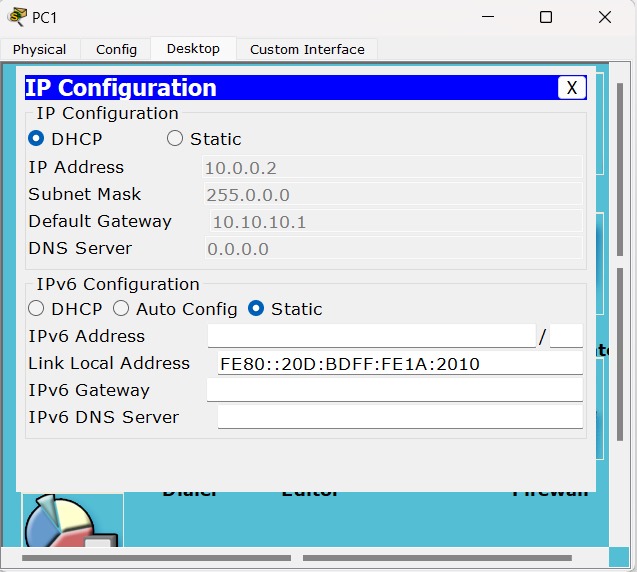 PC1
Physical Config Desktop Custom Interface
IP Configuration X
IP Configuration
DHCP Static
IP Address 10.0.0.2
Subnet Mask 255.0.0.0
Default Gateway 10.10.10.1
DNS Server 0.0.0.0
IPv6 Configuration
DHCP Auto Config Static
IPv6 Address /
Link Local Address FE80::20D:BDFF:FE1A:2010
IPv6 Gateway
IPv6 DNS Server
Dialer Editor Firewall